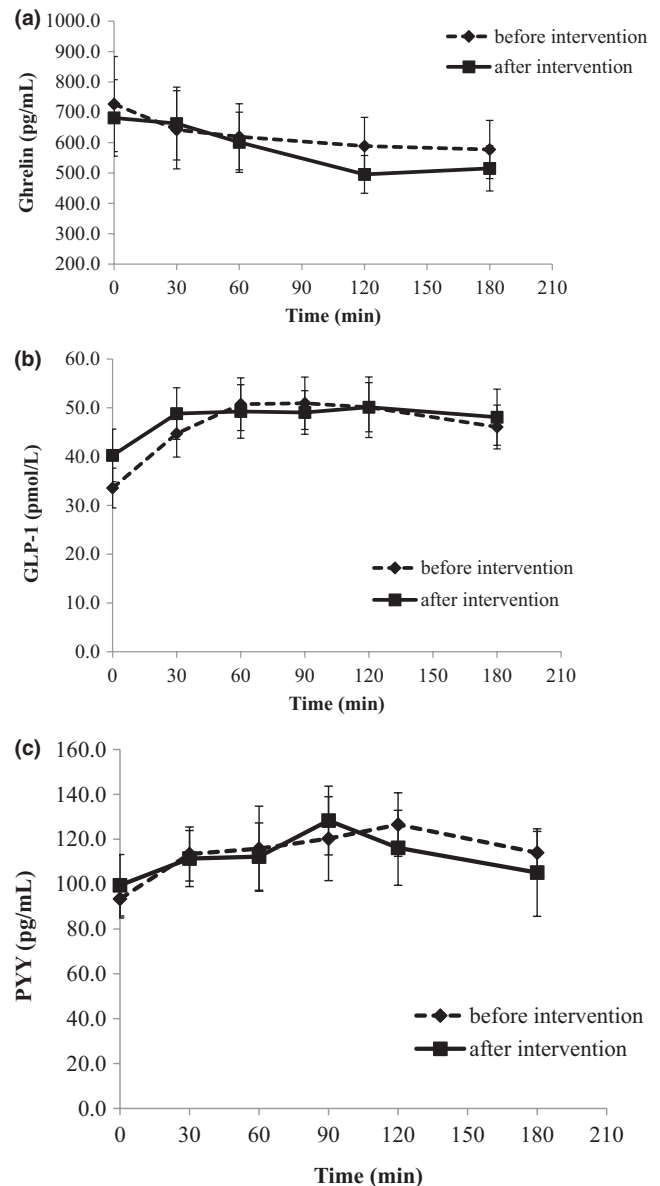 (a)
1000.0
900.0
800.0
700.0
600.0
500.0
400.0
300.0
200.0
Ghrelin (pg/mL)
before intervention
after intervention
0 30 60 90 120 150 180 210
Time (min)
(b)
60.0
50.0
40.0
30.0
20.0
10.0
0.0
GLP-1 (pmol/L)
before intervention
after intervention
0 30 60 90 120 150 180 210
Time (min)
(c)
160.0
140.0
120.0
100.0
80.0
60.0
40.0
20.0
0.0
PYY (pg/mL)
before intervention
after intervention
0 30 60 90 120 150 180 210
Time (min)